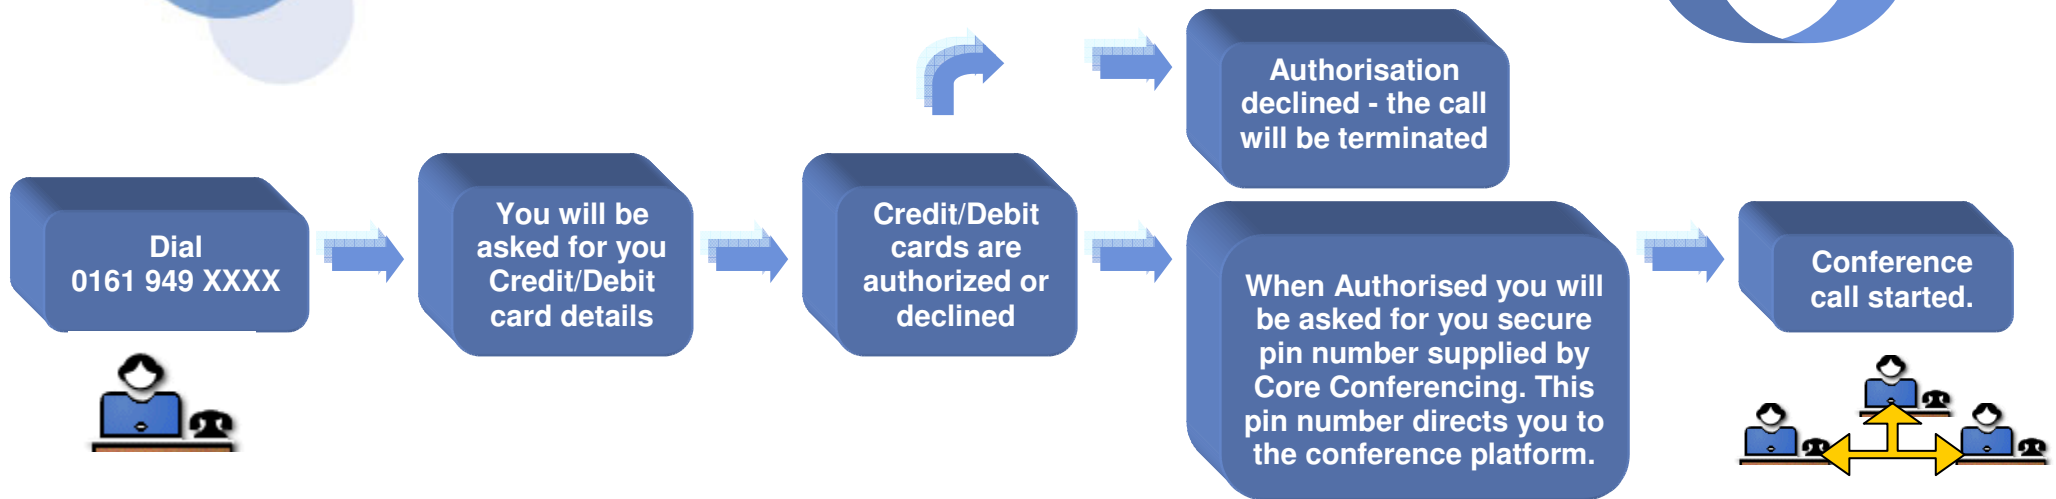 Dial
0161 949 XXXX
You will be
asked for you
Credit/Debit
card details
Credit/Debit
cards are
authorized or
declined
Authorisation
declined - the call
will be terminated
When Authorised you will
be asked for you secure
pin number supplied by
Core Conferencing. This
pin number directs you to
the conference platform.
Conference
call started.